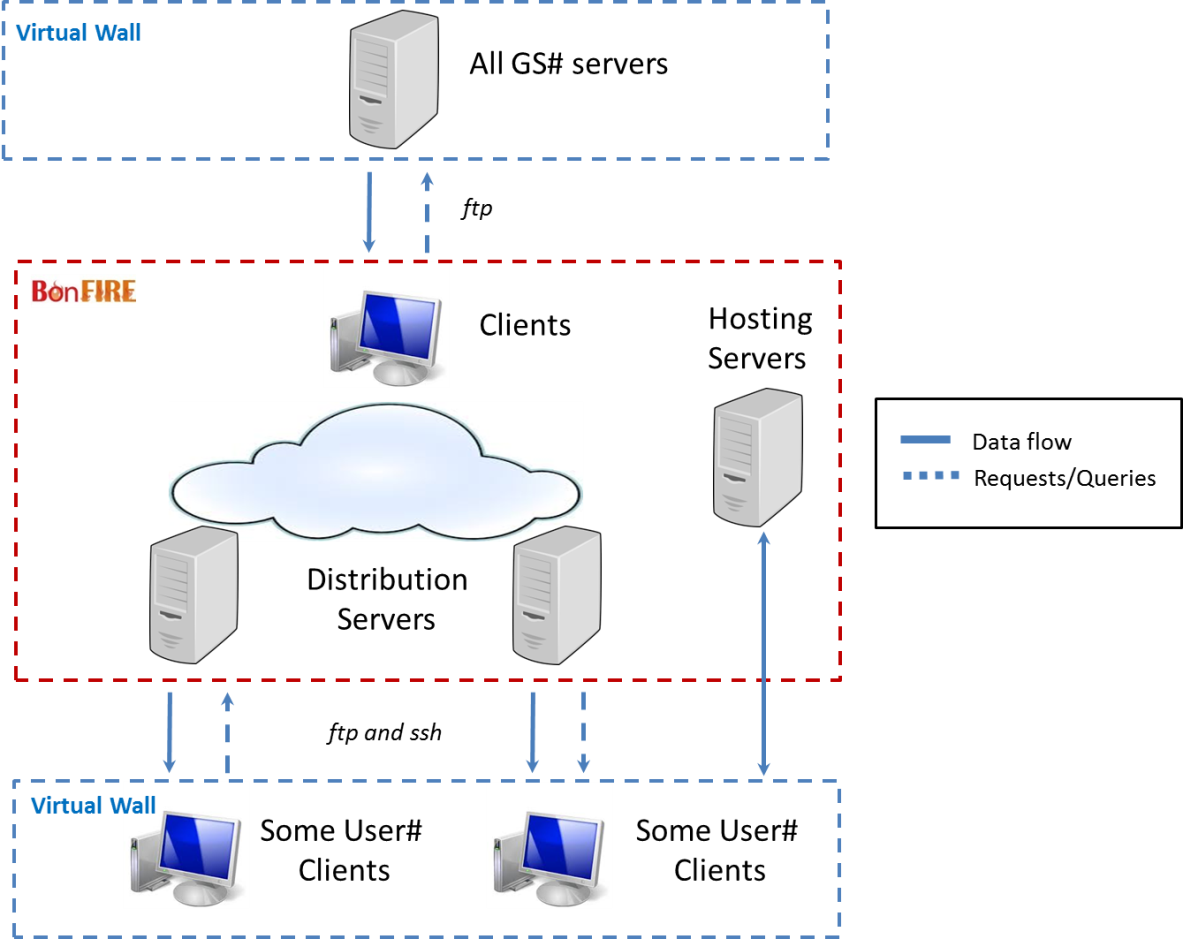 Virtual Wall
All GS# servers
ftp
BonFIRE
Clients
Hosting
Servers
Data flow
Requests/Queries
Distribution
Servers
ftp and ssh
Virtual Wall
Some User#
Clients
Some User#
Clients